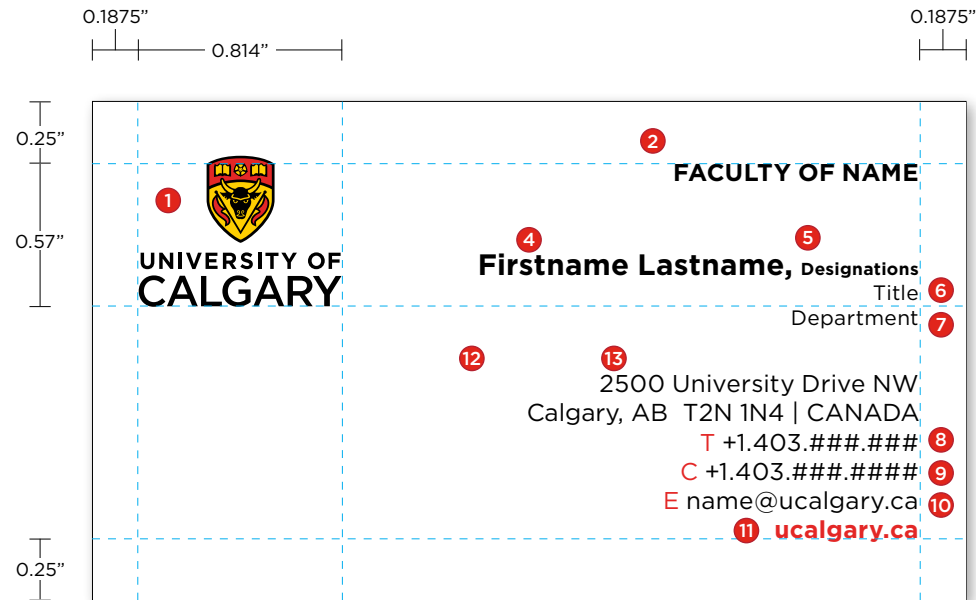 0.1875” 0.1875”
0.814”
0.25”
2
FACULTY OF NAME
1
0.57”
4 5
UNIVERSITY OF
CALGARY
Firstname Lastname, Designations
Title 6
Department 7
12 13
2500 University Drive NW
Calgary, AB  T2N 1N4 | CANADA
T +1.403.###.### 8
C +1.403.###.#### 9
E name@ucalgary.ca 10
11 ucalgary.ca
0.25”